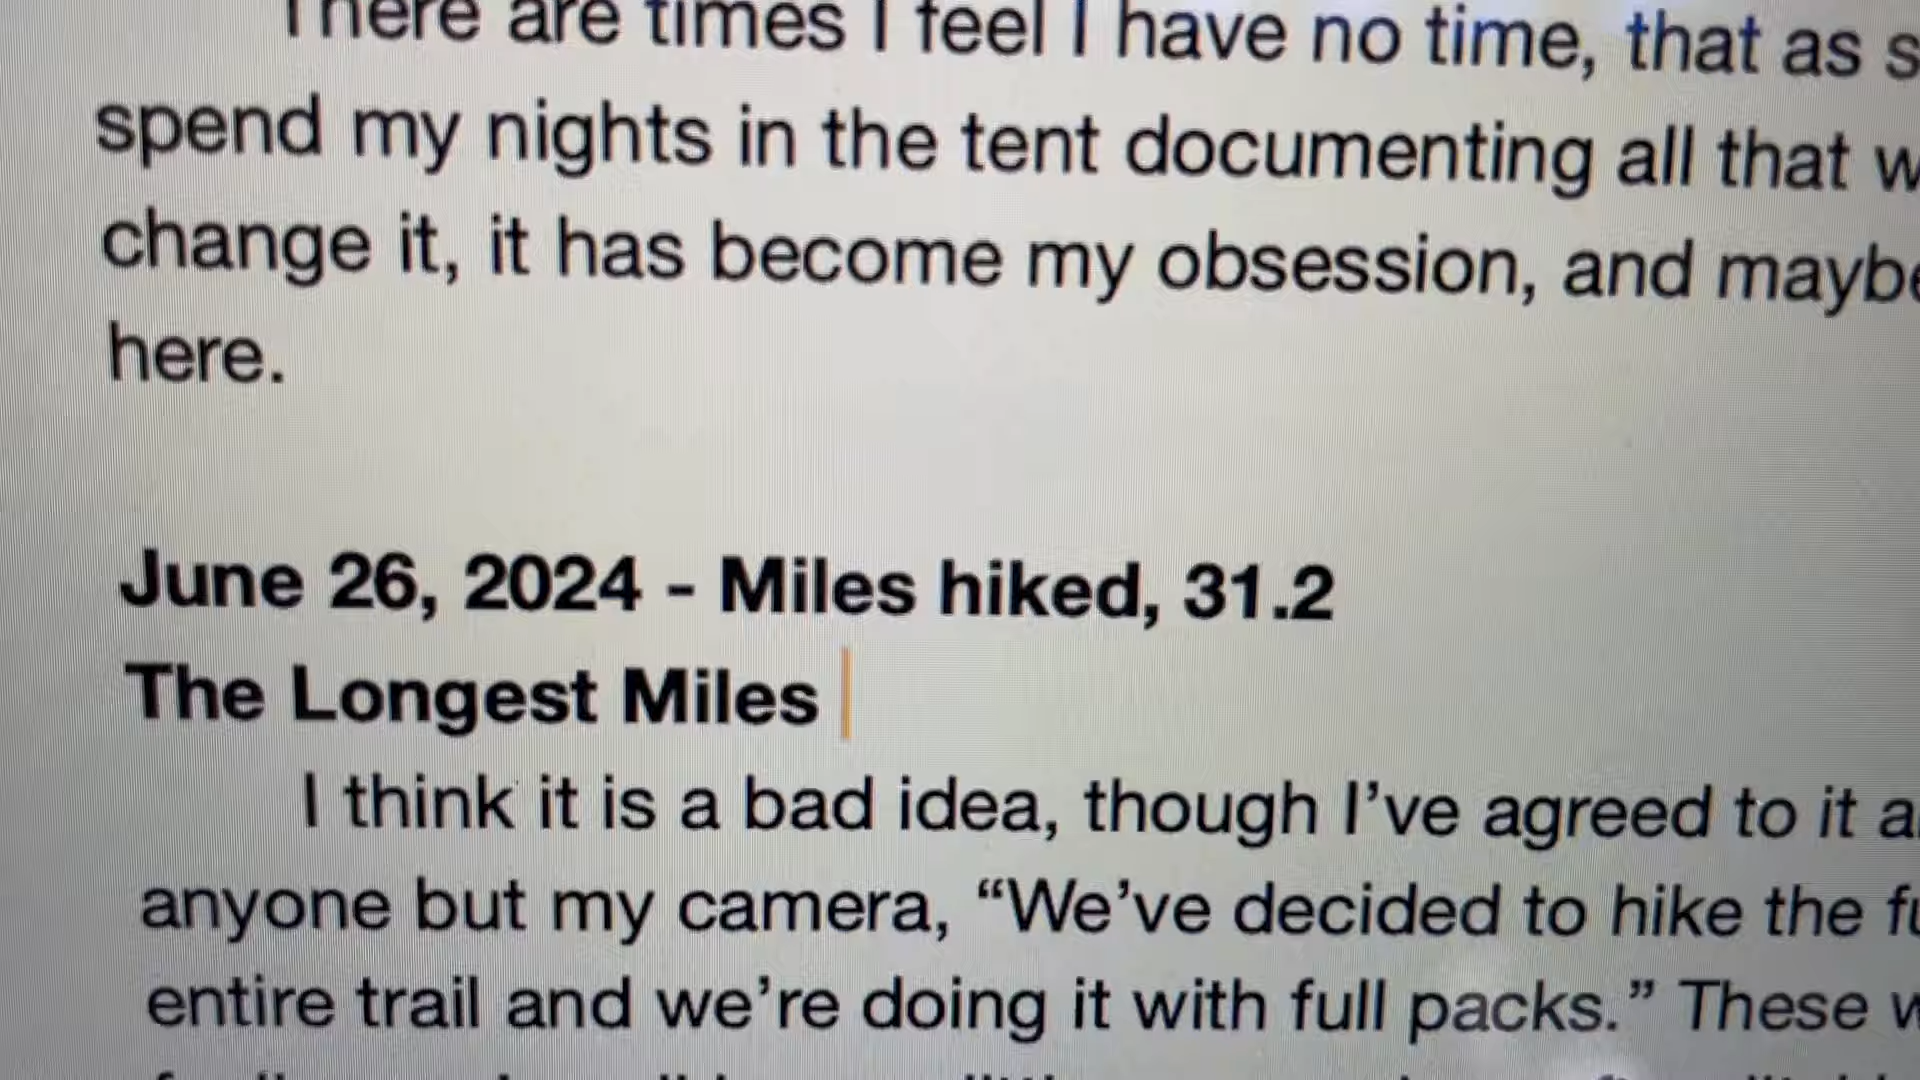 There are times I feel I have no time, that as
spend my nights in the tent documenting all that
change it, it has become my obsession, and maybe
here.
June 26, 2024 - Miles hiked, 31.2
The Longest Miles
I think it is a bad idea, though I’ve agreed to it
anyone but my camera, “We’ve decided to hike the
entire trail and we’re doing it with full packs.” These